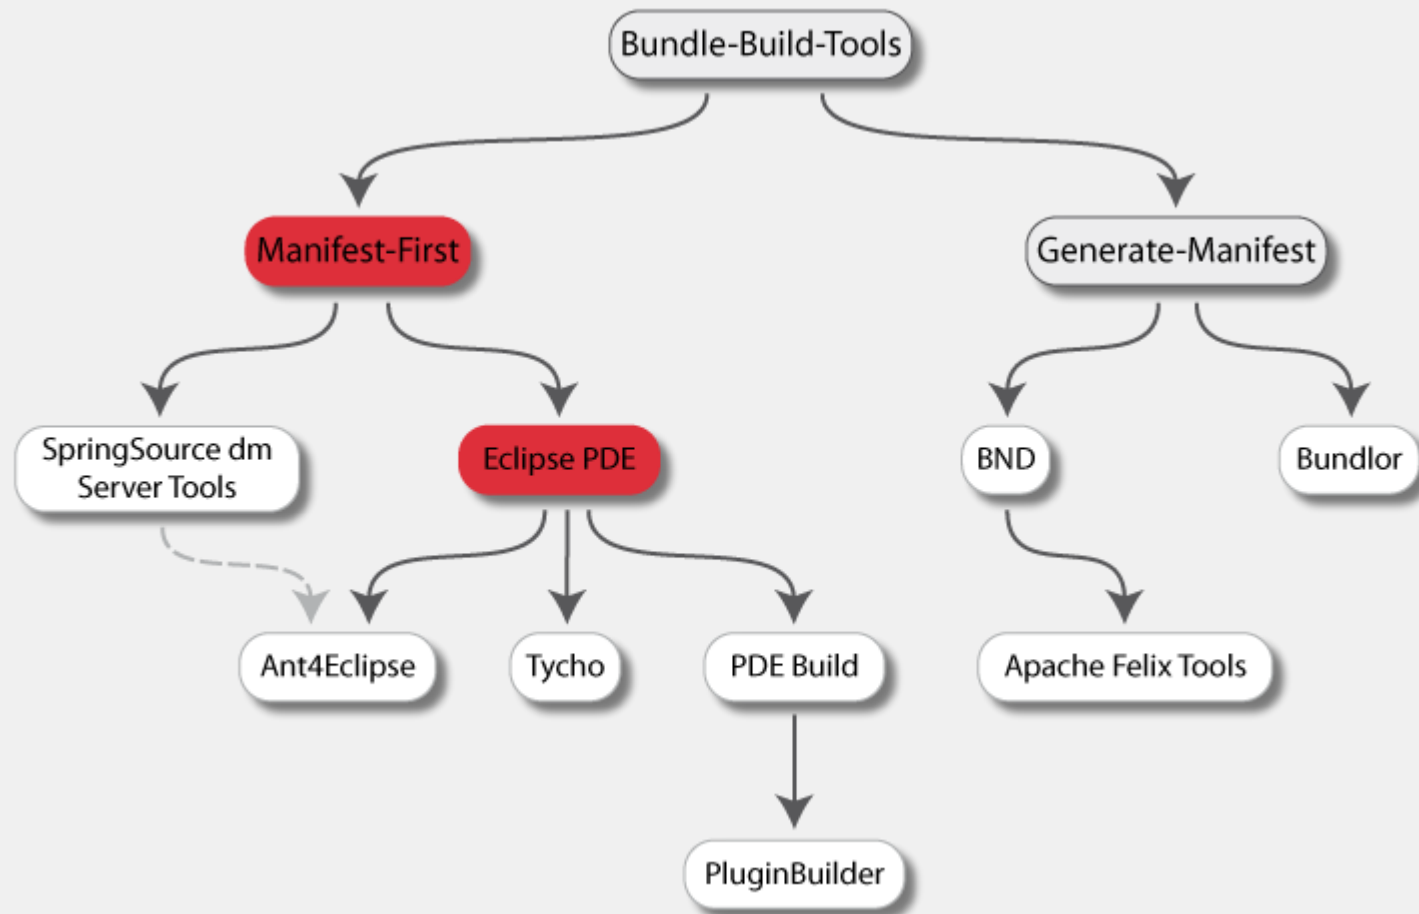 Bundle-Build-Tools
Manifest-First
Generate-Manifest
SpringSource dm
Server Tools
Eclipse PDE
BND
Bundlor
Ant4Eclipse
Tycho
PDE Build
Apache Felix Tools
PluginBuilder